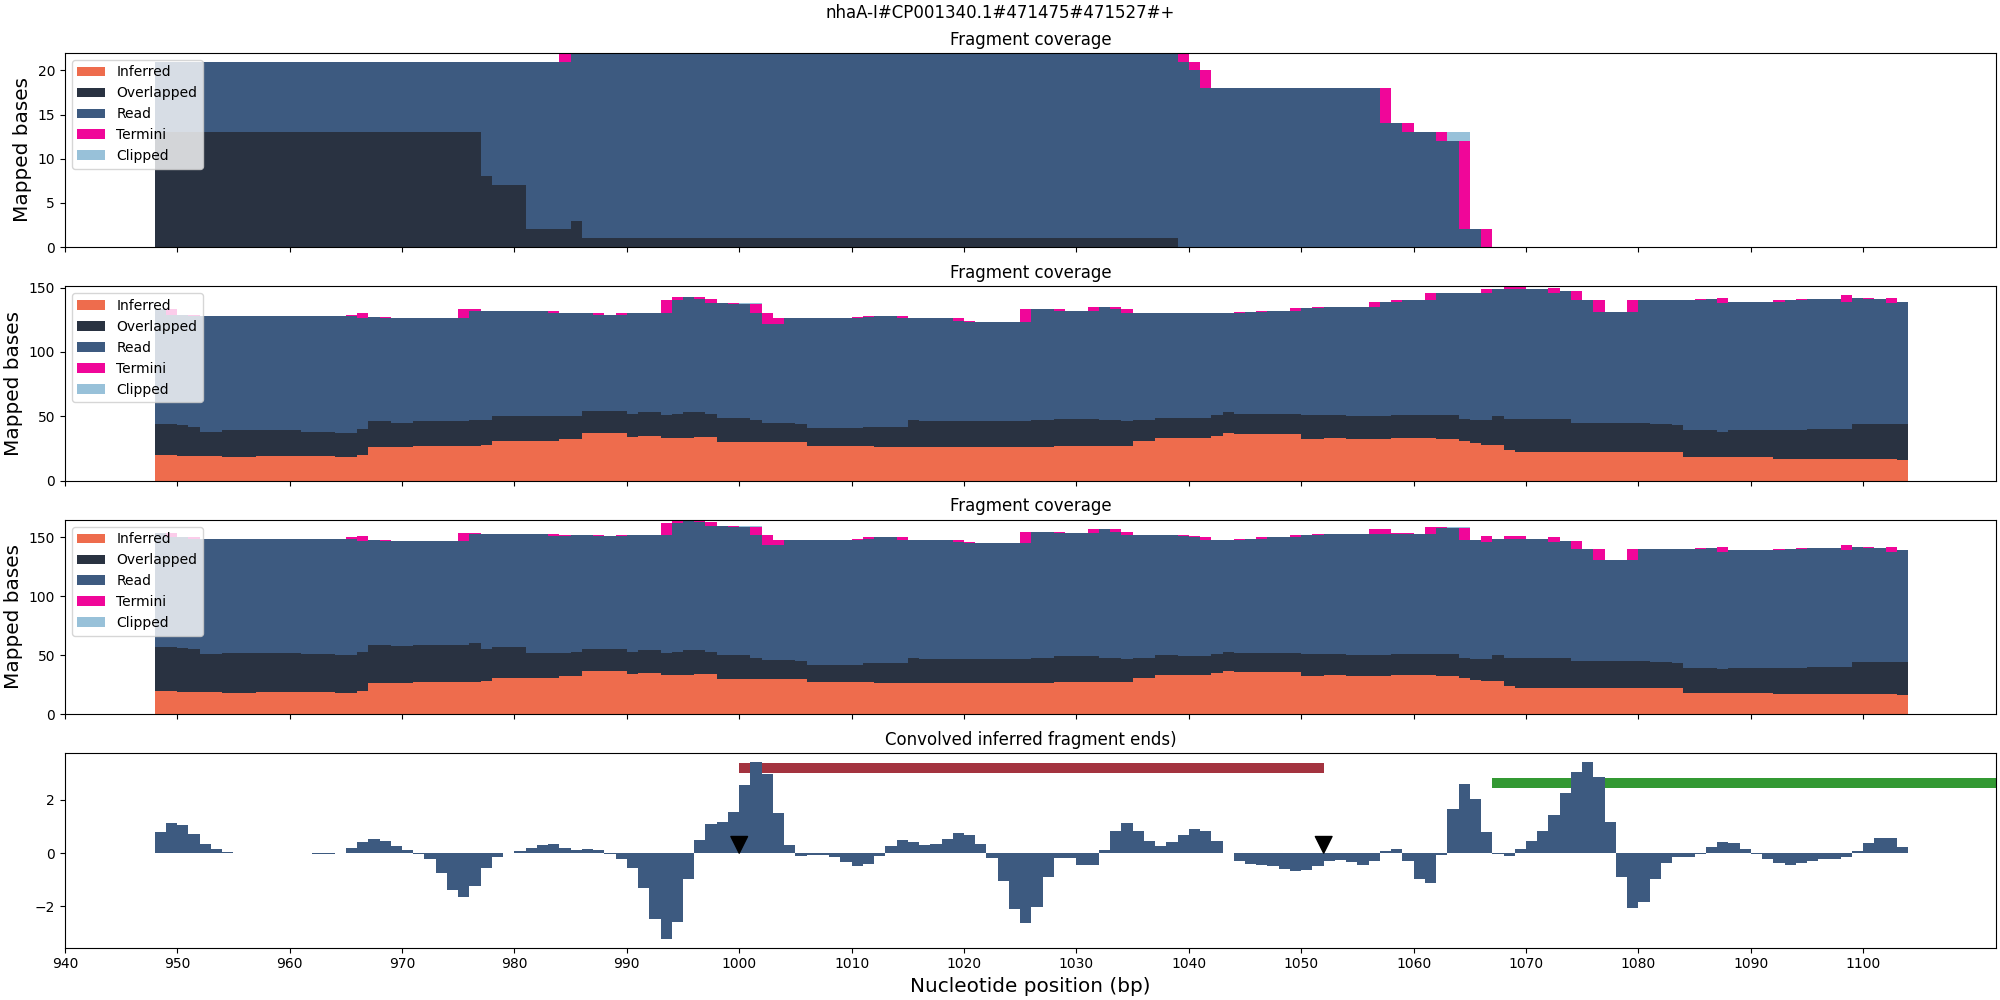 nhaA-I#CP001340.1#471475#471527#+
Fragment coverage
Mapped bases
20
15
10
5
0
Inferred
Overlapped
Read
Termini
Clipped
Fragment coverage
Mapped bases
150
100
50
0
Inferred
Overlapped
Read
Termini
Clipped
Fragment coverage
Mapped bases
150
100
50
0
Inferred
Overlapped
Read
Termini
Clipped
Convolved inferred fragment ends)
2
0
−2
940 950 960 970 980 990 1000 1010 1020 1030 1040 1050 1060 1070 1080 1090 1100
Nucleotide position (bp)